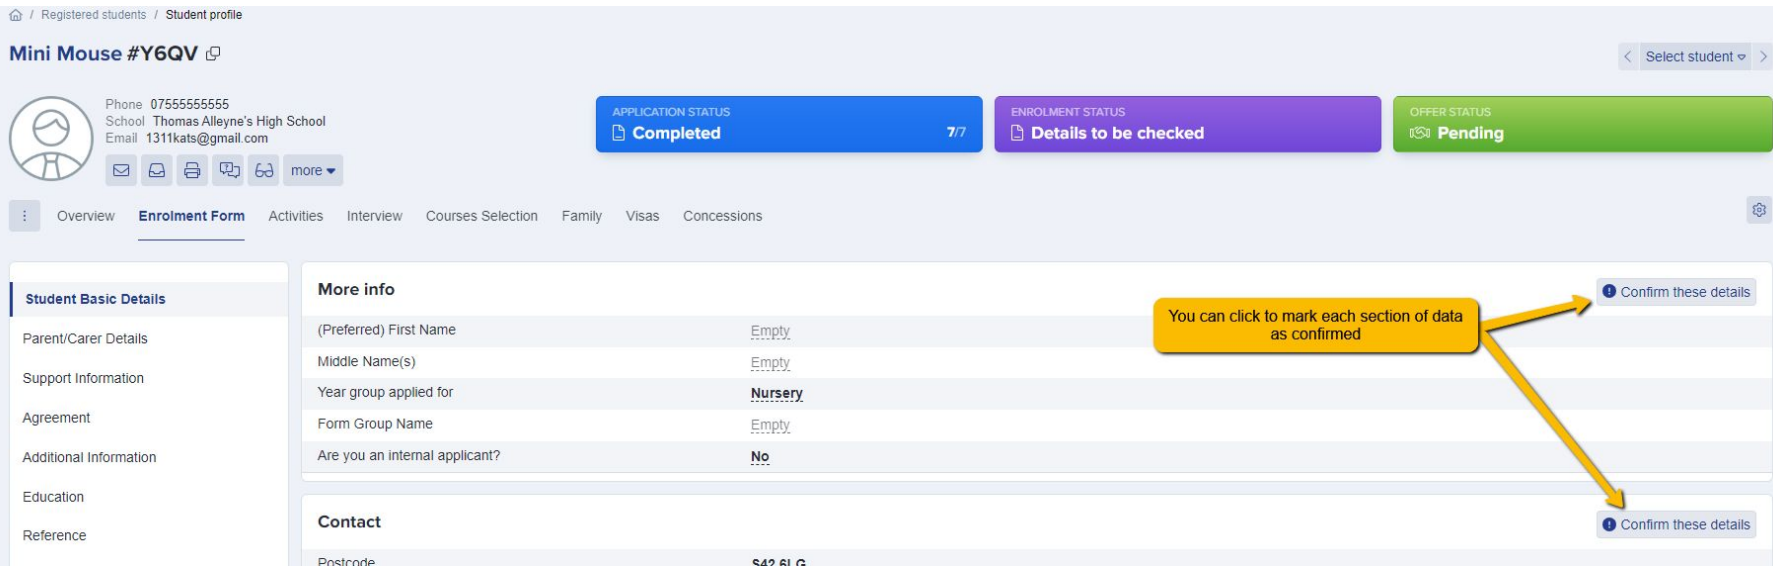 / Registered students / Student profile
Mini Mouse #Y6QV
< Select student >
Phone 07555555555
School Thomas Alleyne's High School
Email 1311kats@gmail.com
more
APPLICATION STATUS
Completed 7/7
ENROLMENT STATUS
Details to be checked
OFFER STATUS
Pending
Overview Enrolment Form Activities Interview Courses Selection Family Visas Concessions
Student Basic Details
Parent/Carer Details
Support Information
Agreement
Additional Information
Education
Reference
More info
Confirm these details
(Preferred) First Name Empty
Middle Name(s) Empty
Year group applied for Nursery
Form Group Name Empty
Are you an internal applicant? No
You can click to mark each section of data
as confirmed
Contact
Confirm these details
Postcode S42 6LG